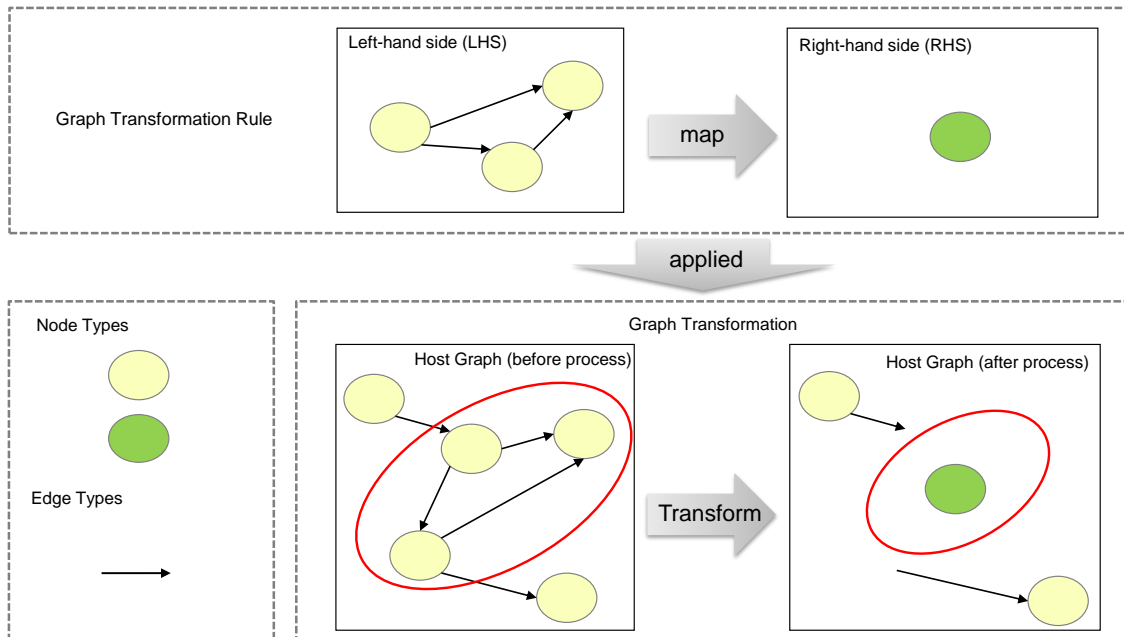 Left-hand side (LHS)
Right-hand side (RHS)
Graph Transformation Rule
map
applied
Node Types
Edge Types
Graph Transformation
Host Graph (before process)
Host Graph (after process)
Transform